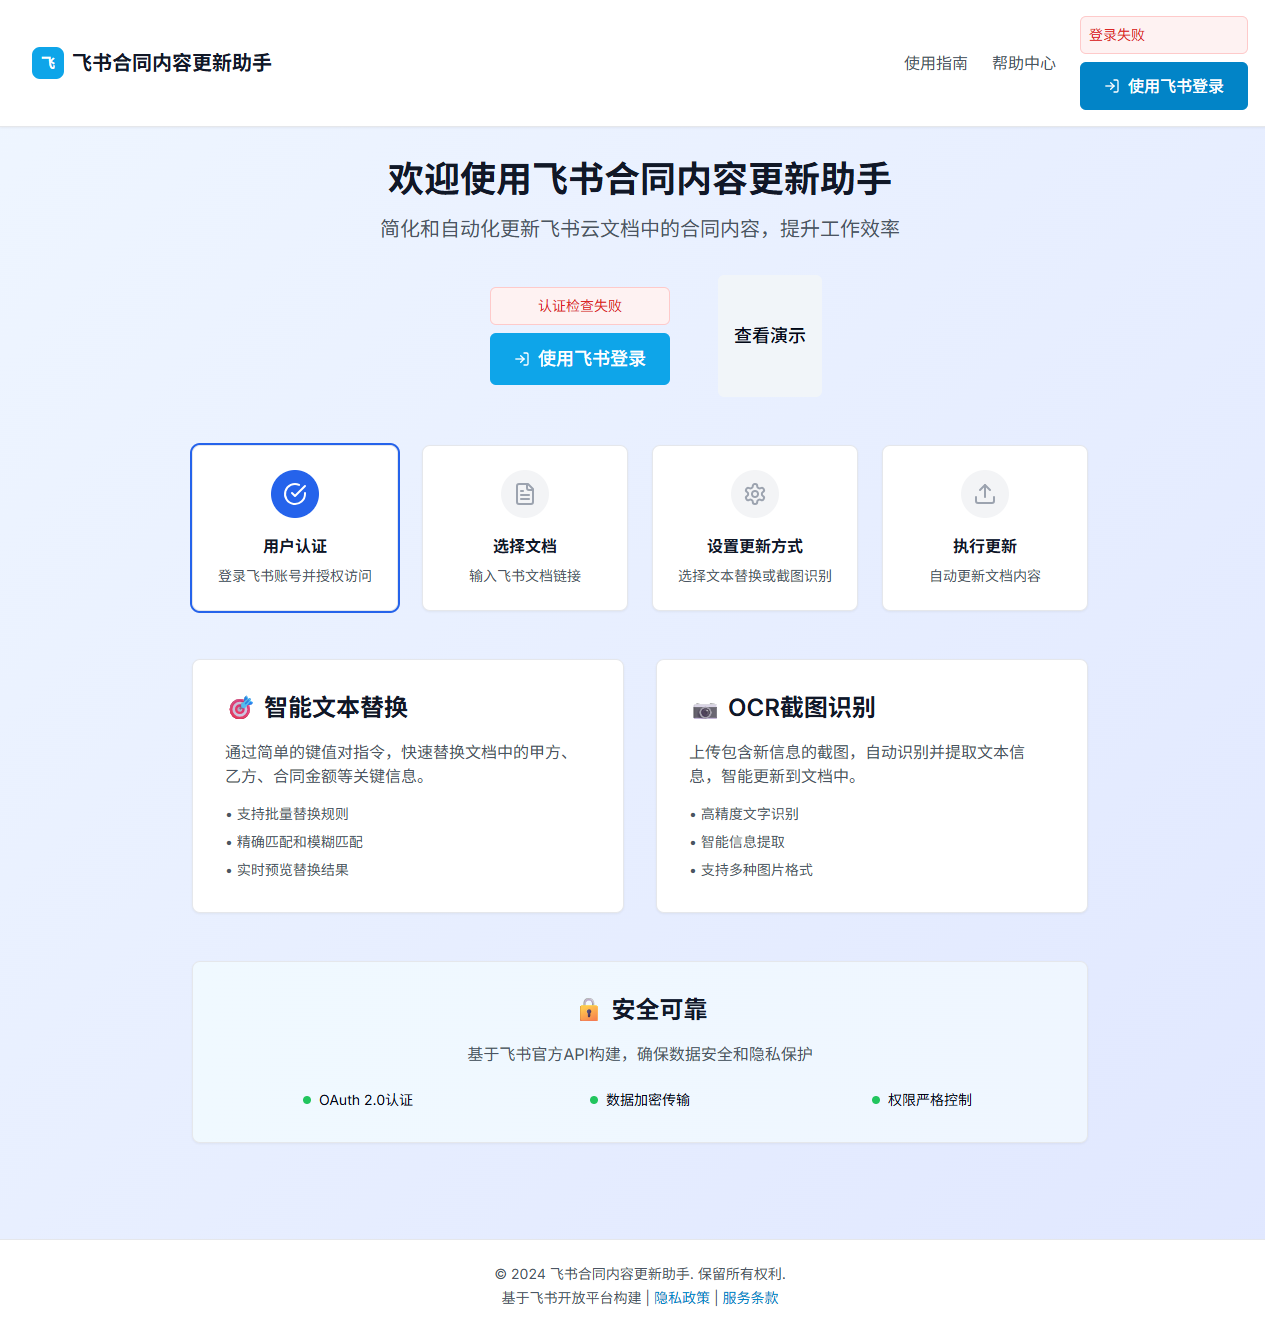 飞 飞书合同内容更新助手
使用指南 帮助中心
登录失败
使用飞书登录
欢迎使用飞书合同内容更新助手
简化和自动化更新飞书云文档中的合同内容，提升工作效率
认证检查失败
使用飞书登录
查看演示
用户认证
登录飞书账号并授权访问
选择文档
输入飞书文档链接
设置更新方式
选择文本替换或截图识别
执行更新
自动更新文档内容
智能文本替换
通过简单的键值对指令，快速替换文档中的甲方、
乙方、合同金额等关键信息。
• 支持批量替换规则
• 精确匹配和模糊匹配
• 实时预览替换结果
OCR截图识别
上传包含新信息的截图，自动识别并提取文本信
息，智能更新到文档中。
• 高精度文字识别
• 智能信息提取
• 支持多种图片格式
安全可靠
基于飞书官方API构建，确保数据安全和隐私保护
OAuth 2.0认证
数据加密传输
权限严格控制
© 2024 飞书合同内容更新助手. 保留所有权利.
基于飞书开放平台构建 | 隐私政策 | 服务条款